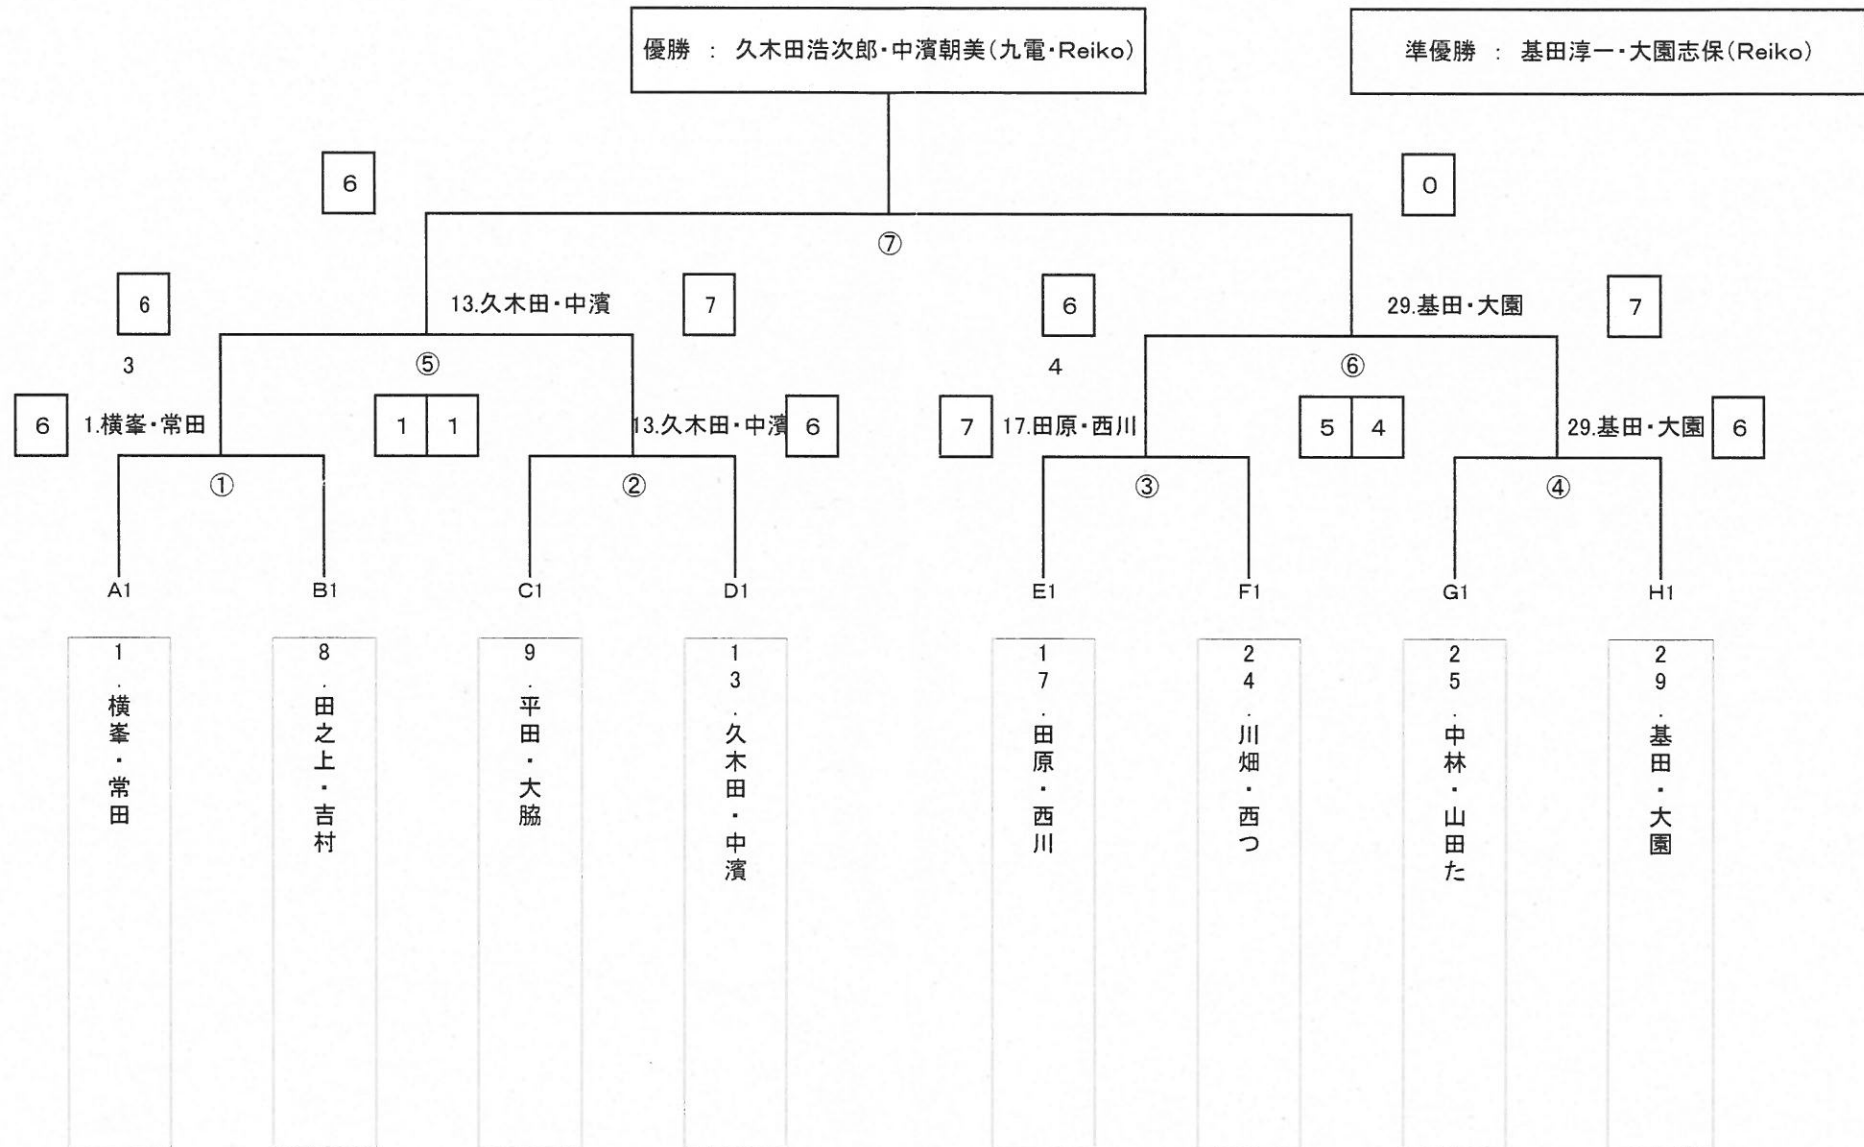 優勝 ： 久木田浩次郎・中濱朝美(九電・Reiko)
準優勝 ： 基田淳一・大園志保(Reiko)
6
0
⑦
6
13.久木田・中濱
7
6
29.基田・大園
7
3
⑤
4
⑥
6
1.横峯・常田
1
1
13.久木田・中濱
6
7
17.田原・西川
5
4
29.基田・大園
6
①
②
③
④
A1
B1
C1
D1
E1
F1
G1
H1
1.横峯・常田
8.田之上・吉村
9.平田・大脇
13.久木田・中濱
17.田原・西川
24.川畑・西つ
25.中林・山田た
29.基田・大園